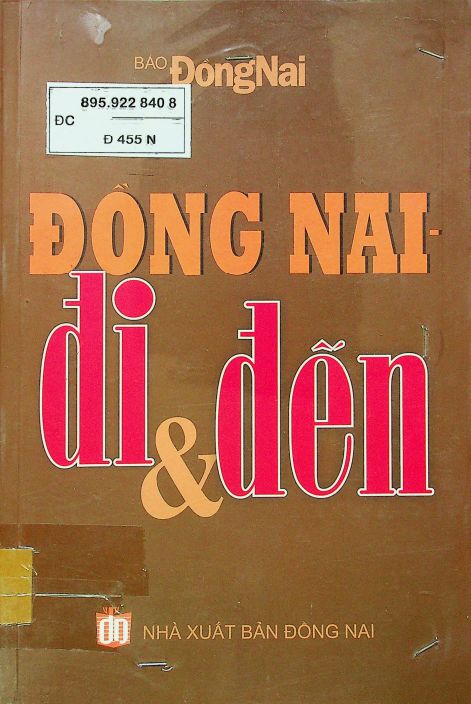 BÁO ĐồngNai
895.922 840 8
ĐC
Đ 455 N
ĐỒNG NAI-
đi
& đến
NHÀ XUẤT BẢN ĐỒNG NAI